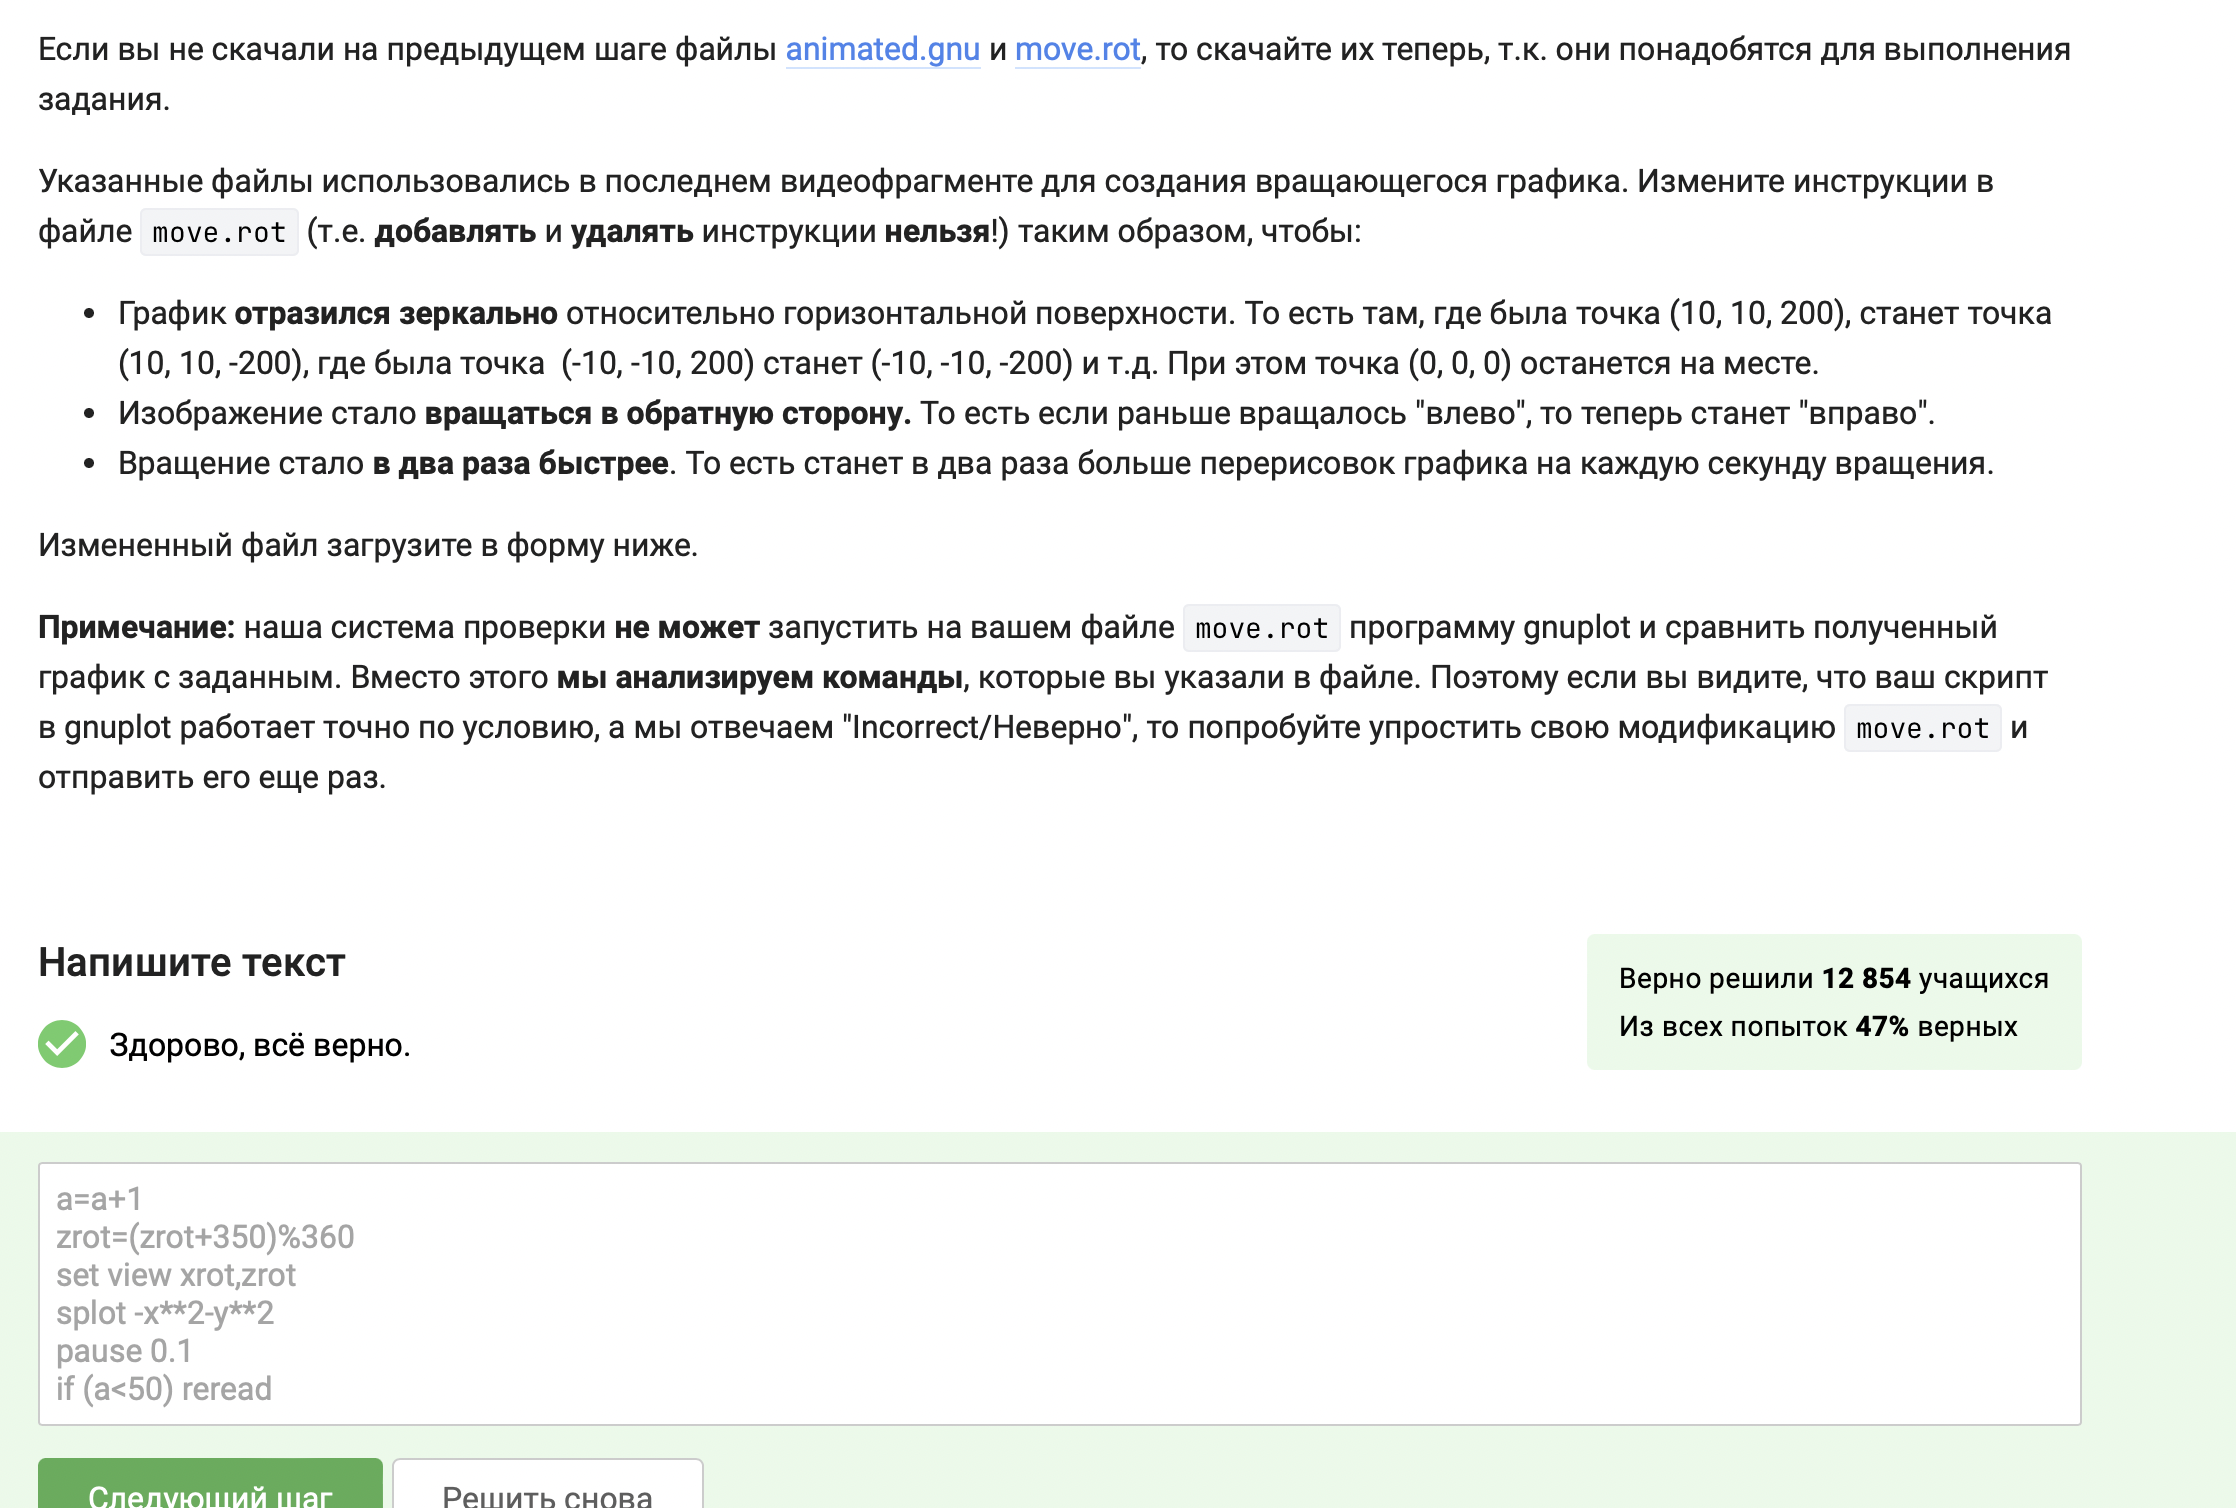 Если вы не скачали на предыдущем шаге файлы animated.gnu и move.rot, то скачайте их теперь, т.к. они понадобятся для выполнения
задания.
Указанные файлы использовались в последнем видеофрагменте для создания вращающегося графика. Измените инструкции в
файле move.rot (т.е. добавлять и удалять инструкции нельзя!) таким образом, чтобы:
• График отразился зеркально относительно горизонтальной поверхности. То есть там, где была точка (10, 10, 200), станет точка
(10, 10, -200), где была точка (-10, -10, 200) станет (-10, -10, -200) и т.д. При этом точка (0, 0, 0) останется на месте.
• Изображение стало вращаться в обратную сторону. То есть если раньше вращалось "влево", то теперь станет "вправо".
• Вращение стало в два раза быстрее. То есть станет в два раза больше перерисовок графика на каждую секунду вращения.
Измененный файл загрузите в форму ниже.
Примечание: наша система проверки не может запустить на вашем файле move.rot программу gnuplot и сравнить полученный
график с заданным. Вместо этого мы анализируем команды, которые вы указали в файле. Поэтому если вы видите, что ваш скрипт
в gnuplot работает точно по условию, а мы отвечаем "Incorrect/Неверно", то попробуйте упростить свою модификацию move.rot и
отправить его еще раз.
Напишите текст
Верно решили 12 854 учащихся
Из всех попыток 47% верных
Здорово, всё верно.
a=a+1
zrot=(zrot+350)%360
set view xrot,zrot
splot -x**2-y**2
pause 0.1
if (a<50) reread
Следующий шаг
Решить снова